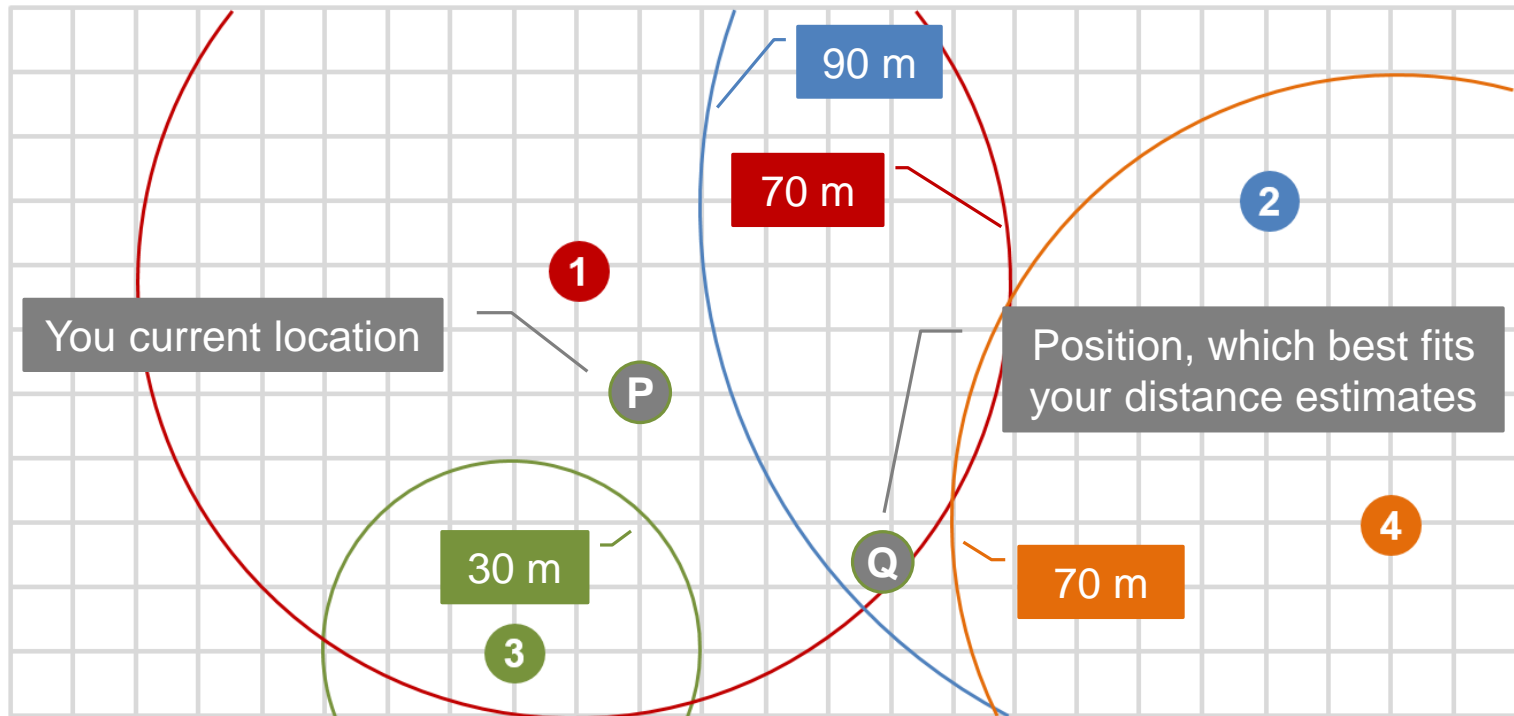 90 m
70 m
2
1
You current location
Position, which best fits
your distance estimates
P
4
Q
30 m
70 m
3